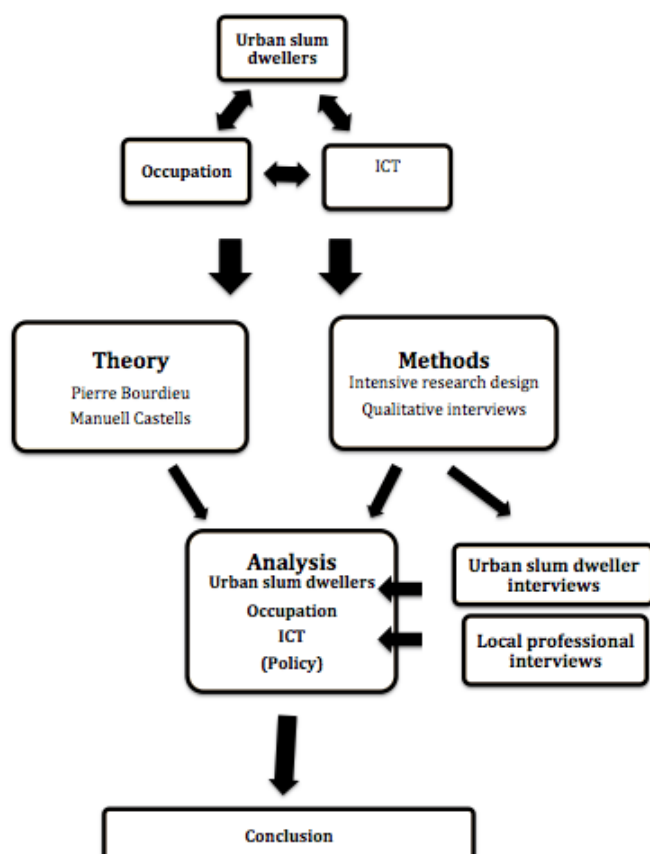 Urban slum
dwellers
Occupation
ICT
Theory
Pierre Bourdieu
Manuell Castells
Methods
Intensive research design
Qualitative interviews
Analysis
Urban slum dwellers
Occupation
ICT
(Policy)
Urban slum dweller
interviews
Local professional
interviews
Conclusion